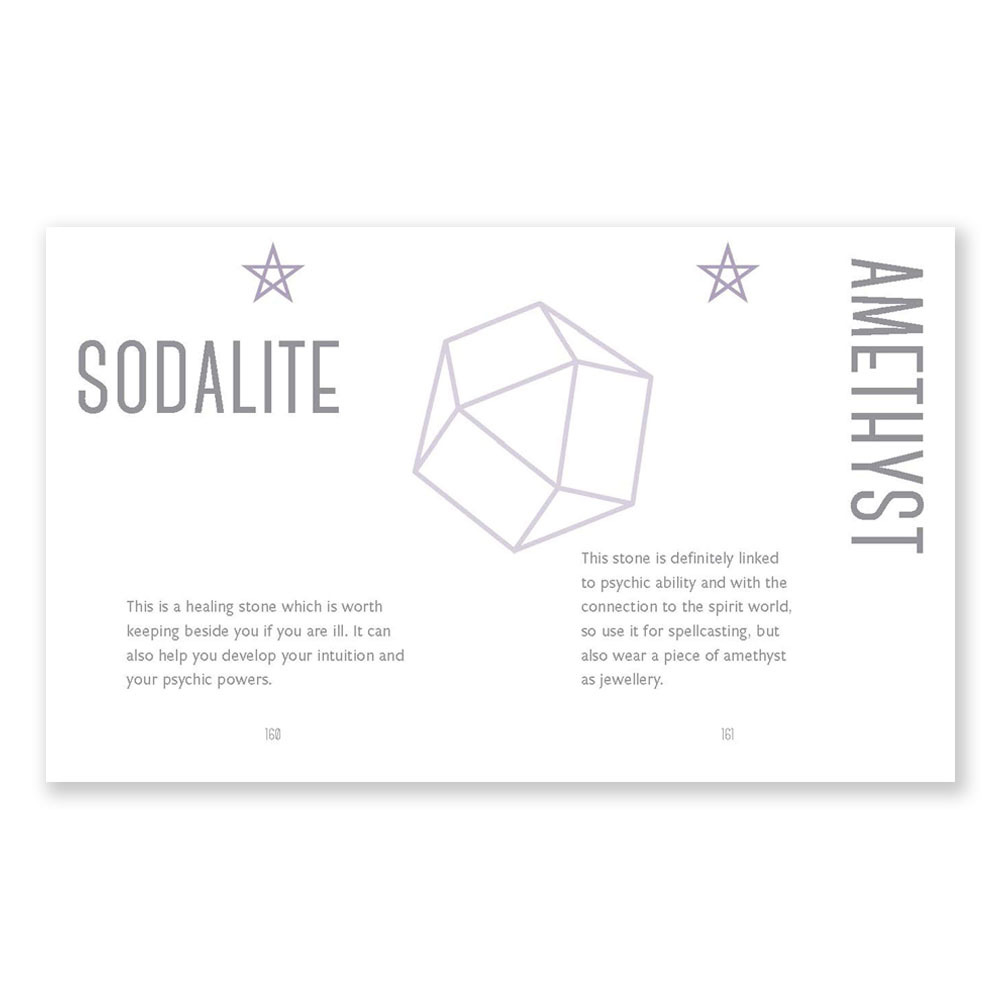 SODALITE
This is a healing stone which is worth
keeping beside you if you are ill. It can
also help you develop your intuition and
your psychic powers.
160
AMETHYST
This stone is definitely linked
to psychic ability and with the
connection to the spirit world,
so use it for spellcasting, but
also wear a piece of amethyst
as jewellery.
161